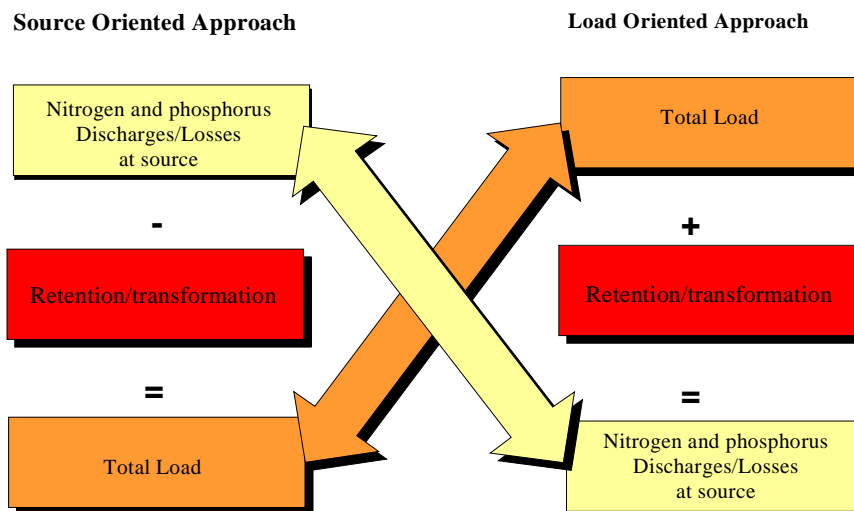 Source Oriented Approach
Nitrogen and phosphorus
Discharges/Losses
at source
-
Retention/transformation
=
Total Load
Load Oriented Approach
Total Load
+
Retention/transformation
=
Nitrogen and phosphorus
Discharges/Losses
at source